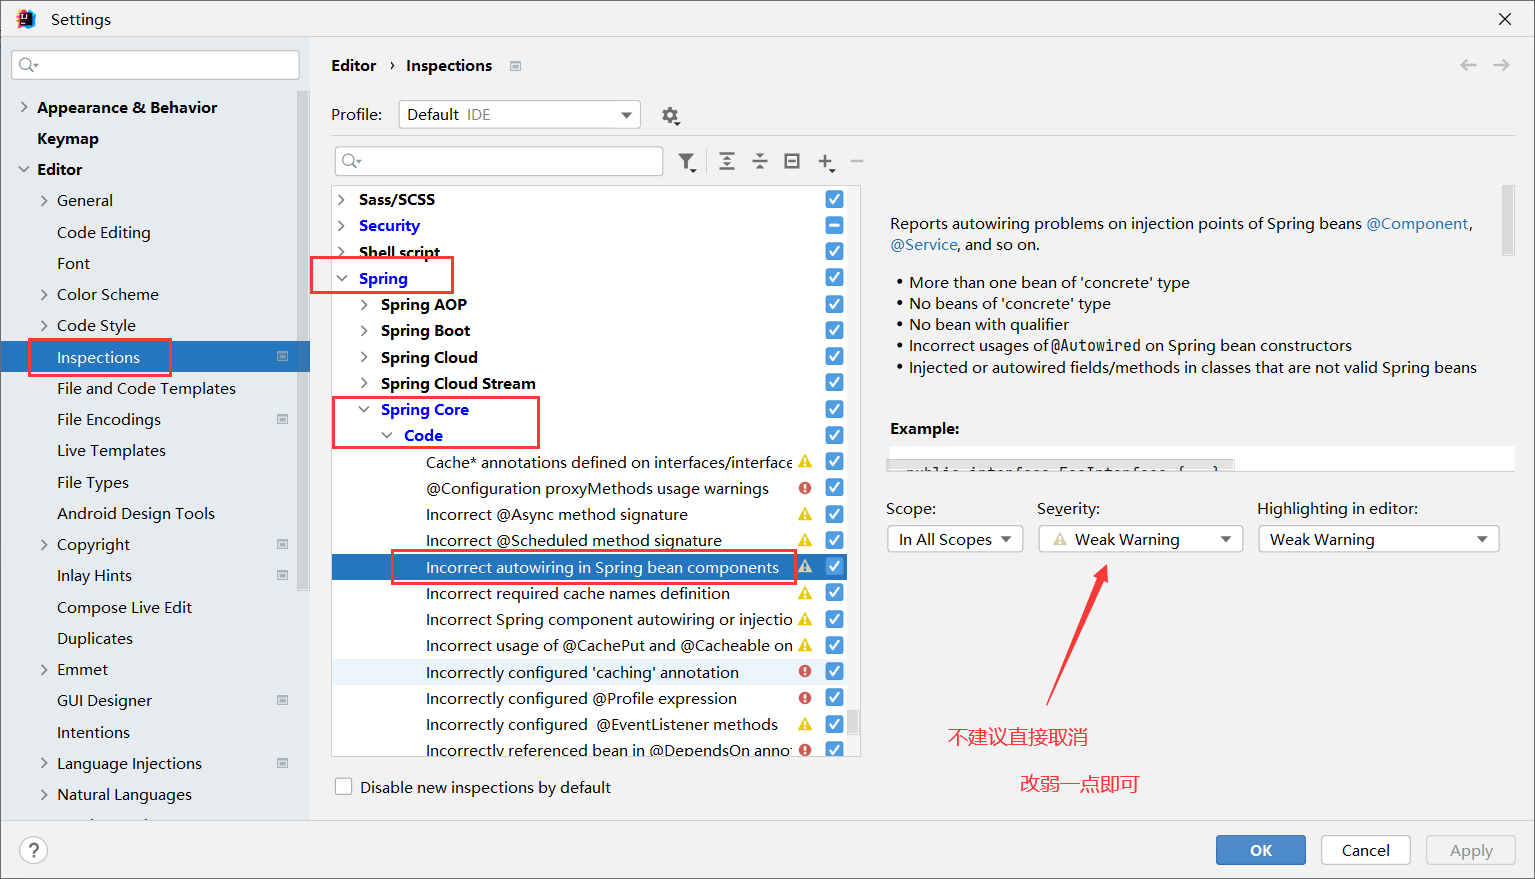 Settings
Appearance & Behavior
Keymap
Editor
General
Code Editing
Font
Color Scheme
Code Style
Inspections
File and Code Templates
File Encodings
Live Templates
File Types
Android Design Tools
Copyright
Inlay Hints
Compose Live Edit
Duplicates
Emmet
GUI Designer
Intentions
Language Injections
Natural Languages
Editor › Inspections
Profile: Default IDE
Sass/SCSS
Security
Shell script
Spring
Spring AOP
Spring Boot
Spring Cloud
Spring Cloud Stream
Spring Core
Code
Cache* annotations defined on interfaces/interface
@Configuration proxyMethods usage warnings
Incorrect @Async method signature
Incorrect @Scheduled method signature
Incorrect autowiring in Spring bean components
Incorrect required cache names definition
Incorrect Spring component autowiring or injectio
Incorrect usage of @CachePut and @Cacheable on
Incorrectly configured 'caching' annotation
Incorrectly configured @Profile expression
Incorrectly configured @EventListener methods
Incorrectly referenced bean in @DependsOn anno
Disable new inspections by default
Reports autowiring problems on injection points of Spring beans @Component,
@Service, and so on.
• More than one bean of 'concrete' type
• No beans of 'concrete' type
• No bean with qualifier
• Incorrect usages of @Autowired on Spring bean constructors
• Injected or autowired fields/methods in classes that are not valid Spring beans
Example:
public interface FooInterface {...}
Scope: Severity: Highlighting in editor:
In All Scopes Weak Warning Weak Warning
不建议直接取消
改弱一点即可
? OK Cancel Apply